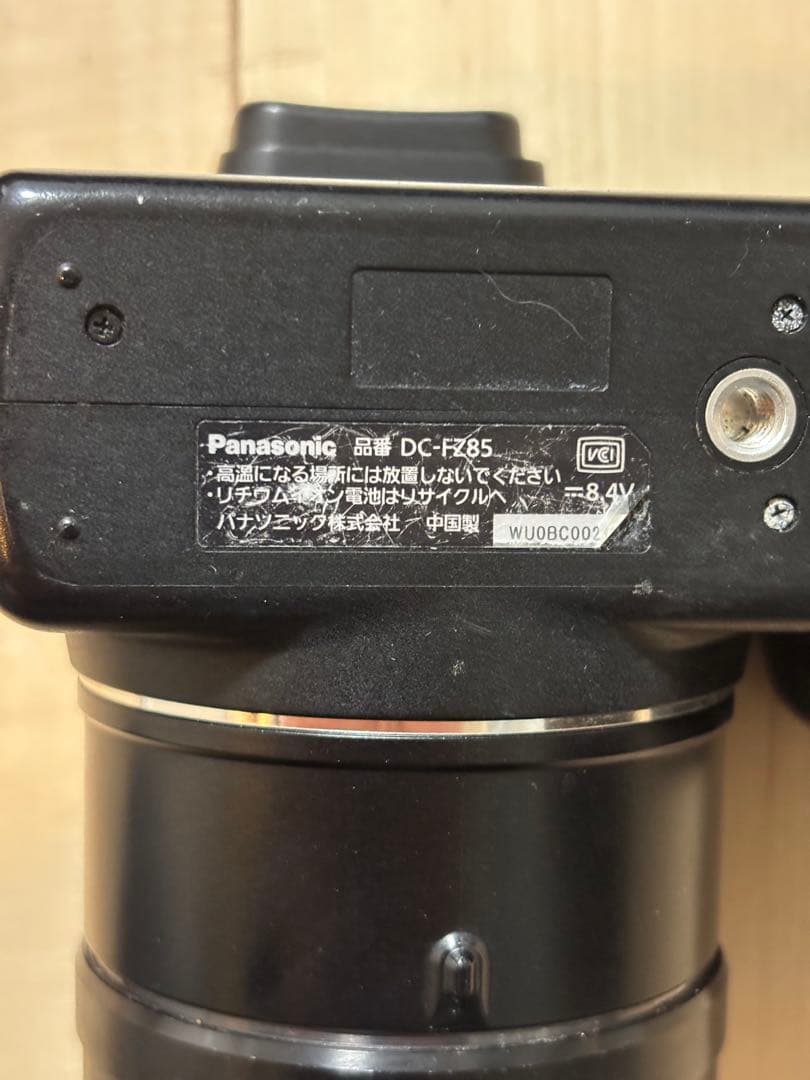 Panasonic 品番 DC-FZ85
VCI
・高温になる場所には放置しないでください
・リチウムイオン電池はリサイクルへ ⎓8.4V
パナソニック株式会社 中国製